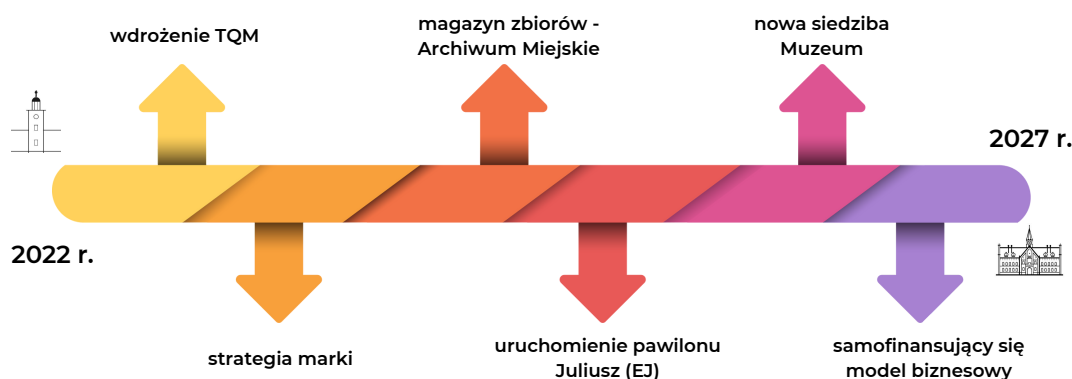 wdrożenie TQM
magazyn zbiorów -
Archiwum Miejskie
nowa siedziba
Muzeum
2027 r.
2022 r.
strategia marki
uruchomienie pawilonu
Juliusz (EJ)
samofinansujący się
model biznesowy